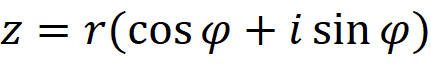 z = r(cos φ + i sin φ)